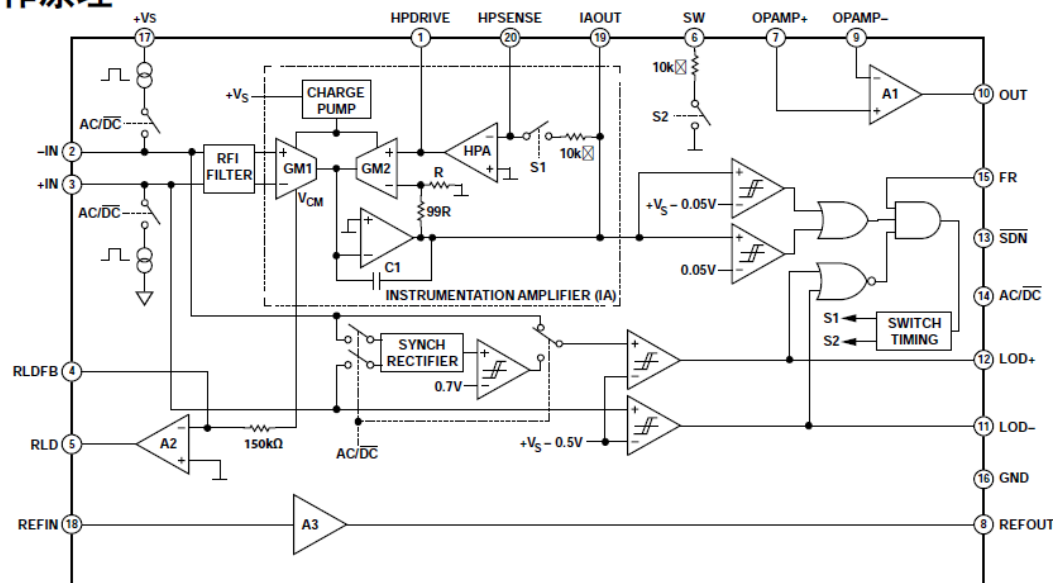 作原理
+VS HPDRIVE HPSENSE IAOUT SW OPAMP+ OPAMP–
17 1 20 19 6 7 9
10k
CHARGE PUMP
+VS
A1
10 OUT
AC/DC
S2
–IN 2
RFI FILTER
GM1
GM2
HPA
S1
10k
+IN 3
VCM
R
99R
15 FR
+VS – 0.05V
AC/DC
13 SDN
C1
0.05V
INSTRUMENTATION AMPLIFIER (IA)
14 AC/DC
S1
S2
SWITCH TIMING
SYNCH RECTIFIER
0.7V
12 LOD+
RLDFB 4
RLD 5
A2
150kΩ
AC/DC
+VS – 0.5V
11 LOD–
16 GND
REFIN 18
A3
8 REFOUT